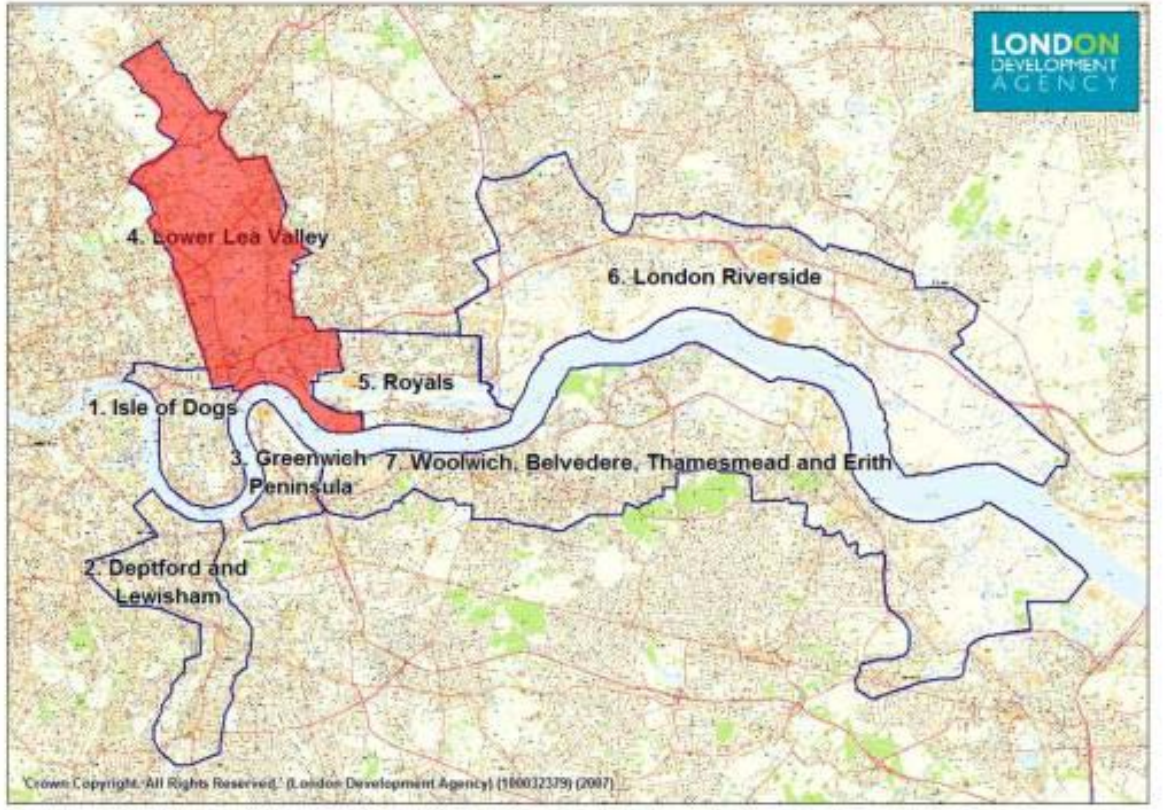 LONDON
DEVELOPMENT
AGENCY
4. Lower Lea Valley
6. London Riverside
5. Royals
1. Isle of Dogs
3. Greenwich
Peninsula
7. Woolwich, Belvedere, Thamesmead and Erith
2. Deptford and
Lewisham
'Crown Copyright. All Rights Reserved.' (London Development Agency) (100032379) (2007)